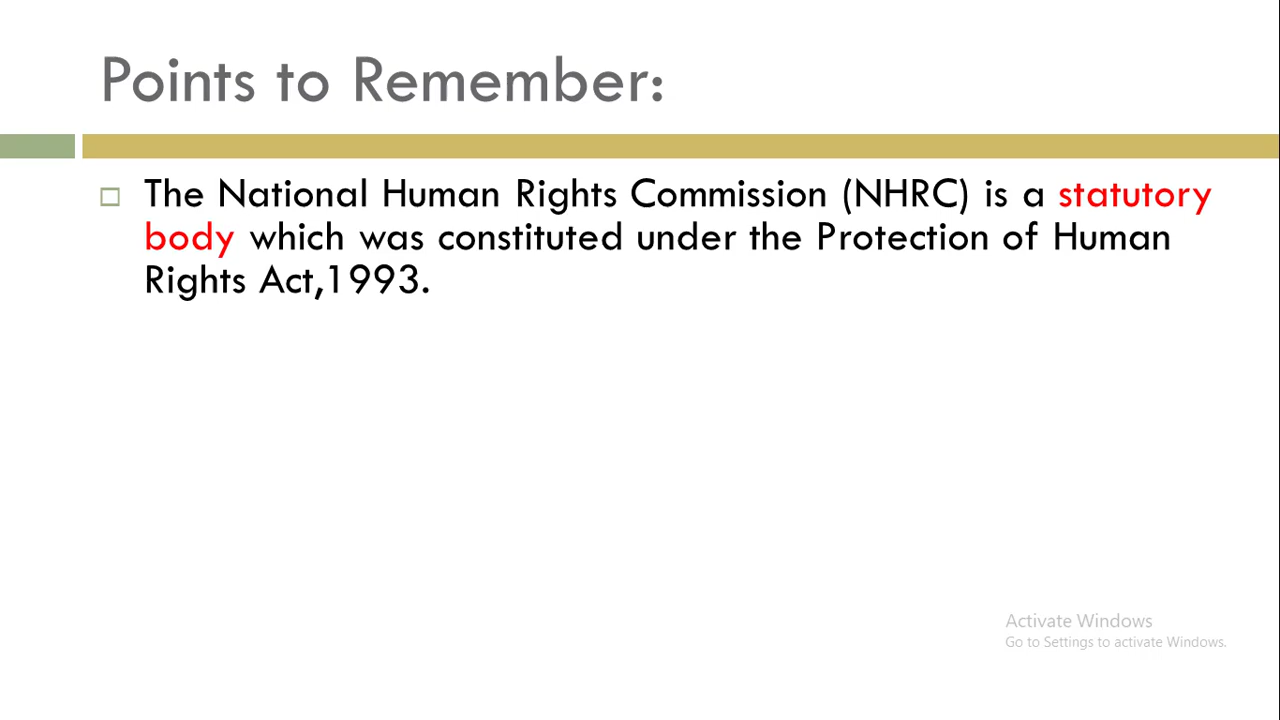 Points to Remember:
The National Human Rights Commission (NHRC) is a statutory
body which was constituted under the Protection of Human
Rights Act,1993.
Activate Windows
Go to Settings to activate Windows.